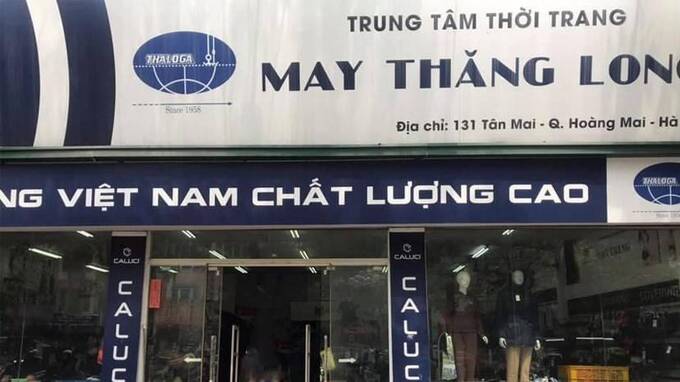 TRUNG TÂM THỜI TRANG
THALOGA
Since 1958
MAY THĂNG LONG
Địa chỉ: 131 Tân Mai - Q. Hoàng Mai - Hà
NG VIỆT NAM CHẤT LƯỢNG CAO
THALOGA
CALUCI
CALUC
CALUCI
CALUC